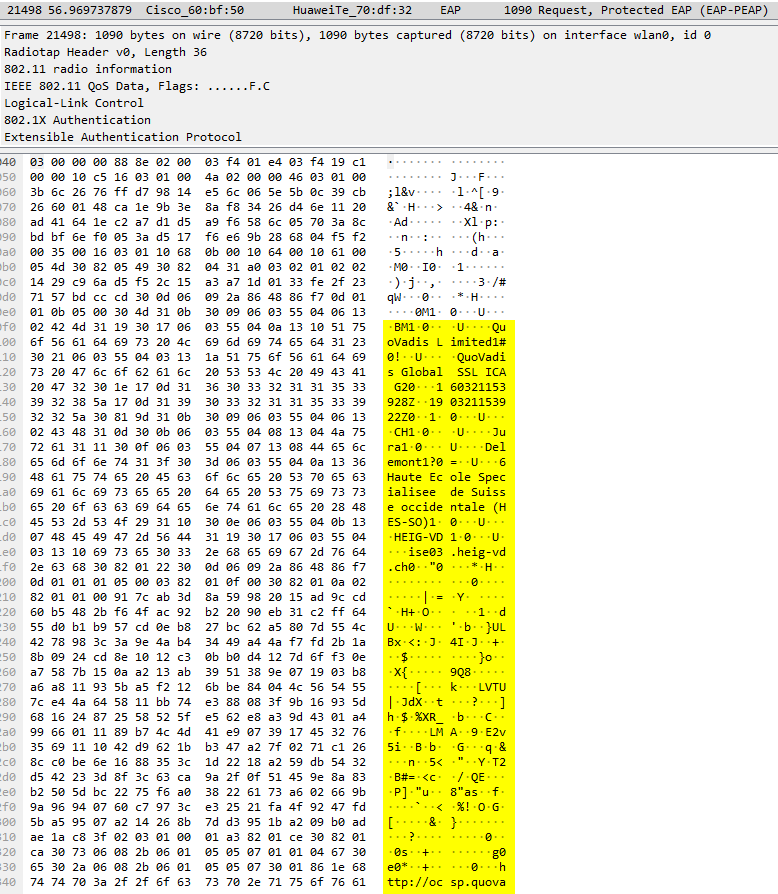 21498 56.969737879 Cisco_60:bf:50 HuaweiTe_70:df:32 EAP 1090 Request, Protected EAP (EAP-PEAP)
Frame 21498: 1090 bytes on wire (8720 bits), 1090 bytes captured (8720 bits) on interface wlan0, id 0
Radiotap Header v0, Length 36
802.11 radio information
IEEE 802.11 QoS Data, Flags: ......F.C
Logical-Link Control
802.1X Authentication
Extensible Authentication Protocol
040 03 00 00 00 88 8e 02 00 03 f4 01 e4 03 f4 19 c1 ········ ········
050 00 00 10 c5 16 03 01 00 4a 02 00 00 46 03 01 00 ········ J···F···
060 3b 6c 26 76 ff d7 98 14 e5 6c 06 5e 5b 0c 39 cb ;l&v···· ·l·^[·9·
070 26 60 01 48 ca 1e 9b 3e 8a f8 34 26 d4 6e 11 20 &`·H···> ··4&·n·
080 ad 41 64 1e c2 a7 d1 d5 a9 f6 58 6c 05 70 3a 8c ·Ad····· ··Xl·p:·
090 bd bf 6e f0 05 3a d5 17 f6 e6 9b 28 68 04 f5 f2 ··n··:·· ···(h···
0a0 00 35 00 16 03 01 10 68 0b 00 10 64 00 10 61 00 ·5·····h ···d··a·
0b0 05 4d 30 82 05 49 30 82 04 31 a0 03 02 01 02 02 ·M0··I0· ·1······
0c0 14 29 c9 6a d5 f5 2c 15 a3 a7 1d 01 33 fe 2f 23 ·)·j··,· ····3·/#
0d0 71 57 bd cc cd 30 0d 06 09 2a 86 48 86 f7 0d 01 qW···0·· ·*·H····
0e0 01 0b 05 00 30 4d 31 0b 30 09 06 03 55 04 06 13 ····0M1· 0···U···
0f0 02 42 4d 31 19 30 17 06 03 55 04 0a 13 10 51 75 ·BM1·0·· ·U····Qu
100 6f 56 61 64 69 73 20 4c 69 6d 69 74 65 64 31 23 oVadis L imited1#
110 30 21 06 03 55 04 03 13 1a 51 75 6f 56 61 64 69 0!··U··· ·QuoVadi
120 73 20 47 6c 6f 62 61 6c 20 53 53 4c 20 49 43 41 s Global SSL ICA
130 20 47 32 30 1e 17 0d 31 36 30 33 32 31 31 35 33 G20···1 60321153
140 39 32 38 5a 17 0d 31 39 30 33 32 31 31 35 33 39 928Z··19 03211539
150 32 32 5a 30 81 9d 31 0b 30 09 06 03 55 04 06 13 22Z0··1· 0···U···
160 02 43 48 31 0d 30 0b 06 03 55 04 08 13 04 4a 75 ·CH1·0·· ·U····Ju
170 72 61 31 11 30 0f 06 03 55 04 07 13 08 44 65 6c ra1·0··· U····Del
180 65 6d 6f 6e 74 31 3f 30 3d 06 03 55 04 0a 13 36 emont1?0 =··U···6
190 48 61 75 74 65 20 45 63 6f 6c 65 20 53 70 65 63 Haute Ec ole Spec
1a0 69 61 6c 69 73 65 65 20 64 65 20 53 75 69 73 73 ialisee de Suiss
1b0 65 20 6f 63 63 69 64 65 6e 74 61 6c 65 20 28 48 e occide ntale (H
1c0 45 53 2d 53 4f 29 31 10 30 0e 06 03 55 04 0b 13 ES-SO)1· 0···U···
1d0 07 48 45 49 47 2d 56 44 31 19 30 17 06 03 55 04 ·HEIG-VD 1·0···U·
1e0 03 13 10 69 73 65 30 33 2e 68 65 69 67 2d 76 64 ···ise03 .heig-vd
1f0 2e 63 68 30 82 01 22 30 0d 06 09 2a 86 48 86 f7 .ch0··"0 ···*·H··
200 0d 01 01 01 05 00 03 82 01 0f 00 30 82 01 0a 02 ········ ···0····
210 82 01 01 00 91 7c ab 3d 8a 59 98 20 15 ad 9c cd ·····|·= ·Y· ····
220 60 b5 48 2b f6 4f ac 92 b2 20 90 eb 31 c2 ff 64 `·H+·O·· · ··1··d
230 55 d0 b1 b9 57 cd 0e b8 27 bc 62 a5 80 7d 55 4c U···W··· '·b··}UL
240 42 78 98 3c 3a 9e 4a b4 34 49 a4 4a f7 fd 2b 1a Bx·<:·J· 4I·J··+·
250 8b 09 24 cd 8e 10 12 c3 0b b0 d4 12 7d 6f f3 0e ··$····· ····}o··
260 a7 58 7b 15 0a a2 13 ab 39 51 38 9e 07 19 03 b8 ·X{····· 9Q8·····
270 a6 a8 11 93 5b a5 f2 12 6b be 84 04 4c 56 54 55 ····[··· k···LVTU
280 7c e4 4a 64 58 11 bb 74 e3 88 08 3f 9b 16 93 5d |·JdX··t ···?···]
290 68 16 24 87 25 58 52 5f e5 62 e8 a3 9d 43 01 a4 h·$·%XR_ ·b···C··
2a0 99 66 01 11 89 b7 4c 4d 41 e9 07 39 17 45 32 76 ·f····LM A··9·E2v
2b0 35 69 11 10 42 d9 62 1b b3 47 a2 7f 02 71 c1 26 5i··B·b· ·G···q·&
2c0 8c c0 be 6e 16 88 35 3c 1d 22 18 a2 59 db 54 32 ···n··5< ·"··Y·T2
2d0 d5 42 23 3d 8f 3c 63 ca 9a 2f 0f 51 45 9e 8a 83 ·B#=·<c· ·/·QE···
2e0 b2 50 5d bc 22 75 f6 a0 38 22 61 73 a6 02 66 9b ·P]·"u·· 8"as··f·
2f0 9a 96 94 07 60 c7 97 3c e3 25 21 fa 4f 92 47 fd ····`··< ·%!·O·G·
300 5b a5 95 07 a2 14 26 8b 7d d3 95 1b a2 09 b0 ad [·····&· }·······
310 ae 1a c8 3f 02 03 01 00 01 a3 82 01 ce 30 82 01 ···?···· ·····0··
320 ca 30 73 06 08 2b 06 01 05 05 07 01 01 04 67 30 ·0s··+·· ······g0
330 65 30 2a 06 08 2b 06 01 05 05 07 30 01 86 1e 68 e0*··+·· ···0···h
340 74 74 70 3a 2f 2f 6f 63 73 70 2e 71 75 6f 76 61 ttp://oc sp.quova